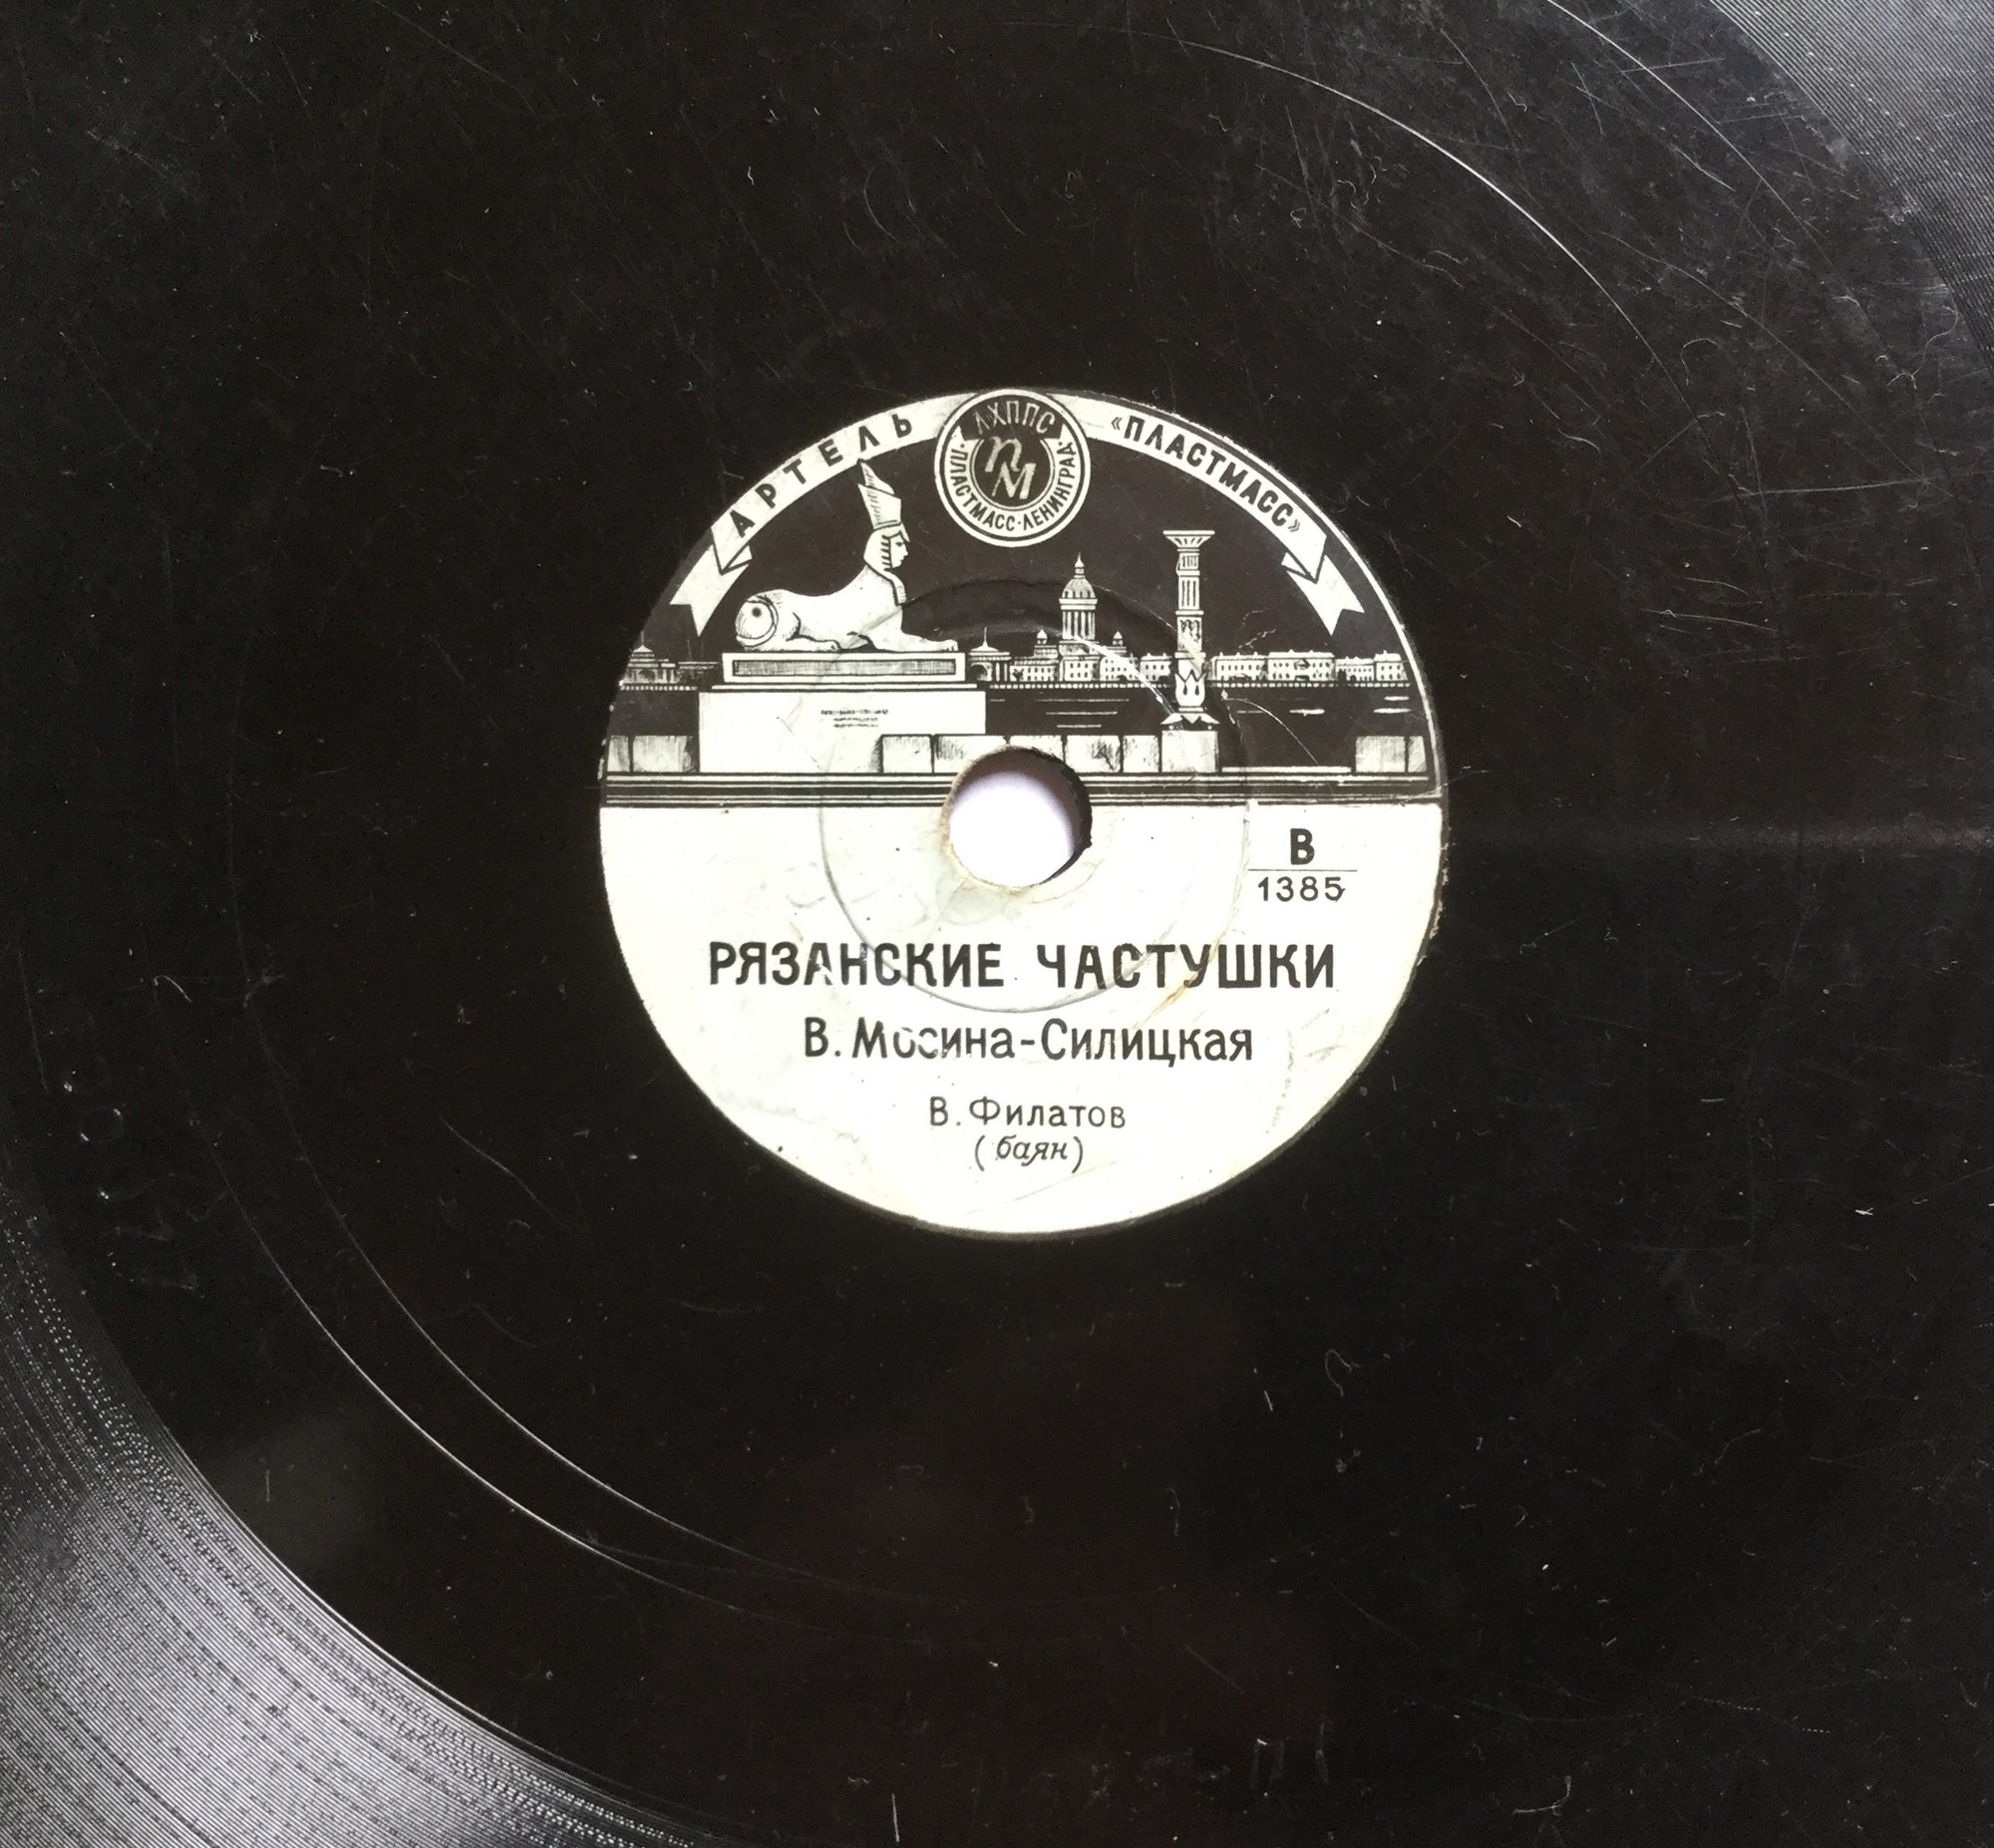 АРТЕЛЬ «ПЛАСТМАСС»
ЛХППС
ПМ
·ПЛАСТМАСС·ЛЕНИНГРАД·
В
1385
РЯЗАНСКИЕ ЧАСТУШКИ
В. Мосина-Силицкая
В. Филатов
(баян)